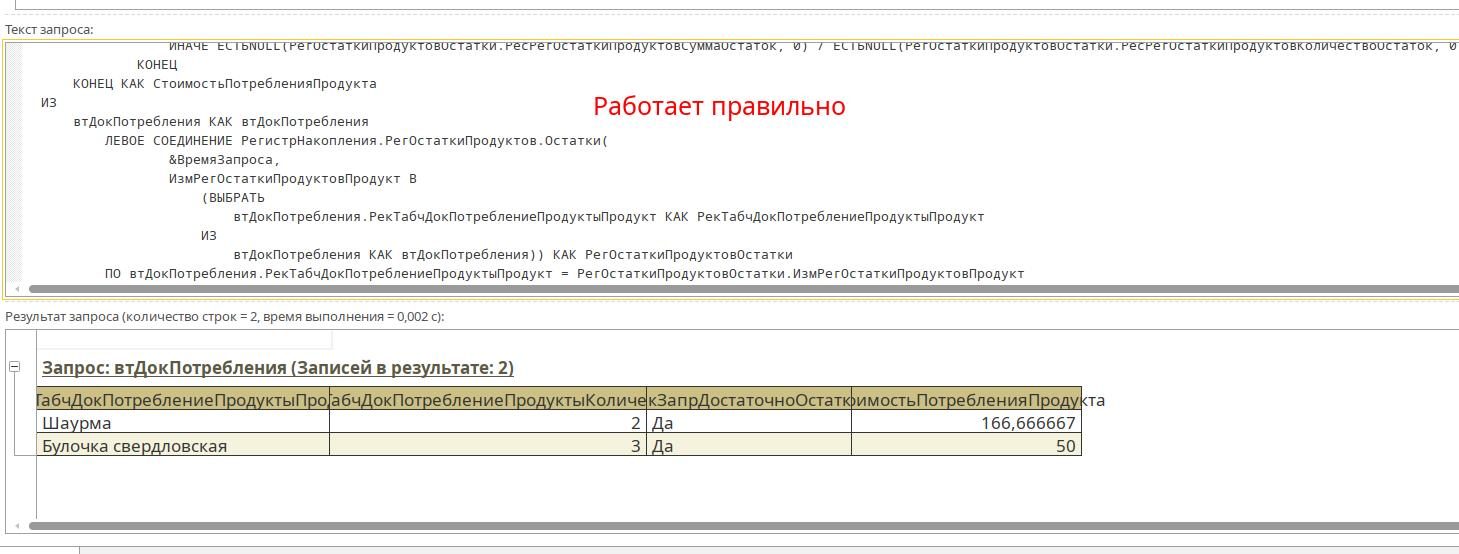 Текст запроса:
ИНАЧЕ ЕСТЬNULL(РегОстаткиПродуктовОстатки.РесРегОстаткиПродуктовСуммаОстаток, 0) / ЕСТЬNULL(РегОстаткиПродуктовОстатки.РесРегОстаткиПродуктовКоличествоОстаток, 0
КОНЕЦ
КОНЕЦ КАК СтоимостьПотребленияПродукта
ИЗ
Работает правильно
втДокПотребления КАК втДокПотребления
ЛЕВОЕ СОЕДИНЕНИЕ РегистрНакопления.РегОстаткиПродуктов.Остатки(
&ВремяЗапроса,
ИзмРегОстаткиПродуктовПродукт В
(ВЫБРАТЬ
втДокПотребления.РекТабчДокПотреблениеПродуктыПродукт КАК РекТабчДокПотреблениеПродуктыПродукт
ИЗ
втДокПотребления КАК втДокПотребления)) КАК РегОстаткиПродуктовОстатки
ПО втДокПотребления.РекТабчДокПотреблениеПродуктыПродукт = РегОстаткиПродуктовОстатки.ИзмРегОстаткиПродуктовПродукт
Результат запроса (количество строк = 2, время выполнения = 0,002 с):
Запрос: втДокПотребления (Записей в результате: 2)
ТабчДокПотреблениеПродуктыПро ТабчДокПотреблениеПродуктыКоличе кЗапрДостаточноОстатк оимостьПотребленияПродукта
Шаурма 2 Да 166,666667
Булочка свердловская 3 Да 50